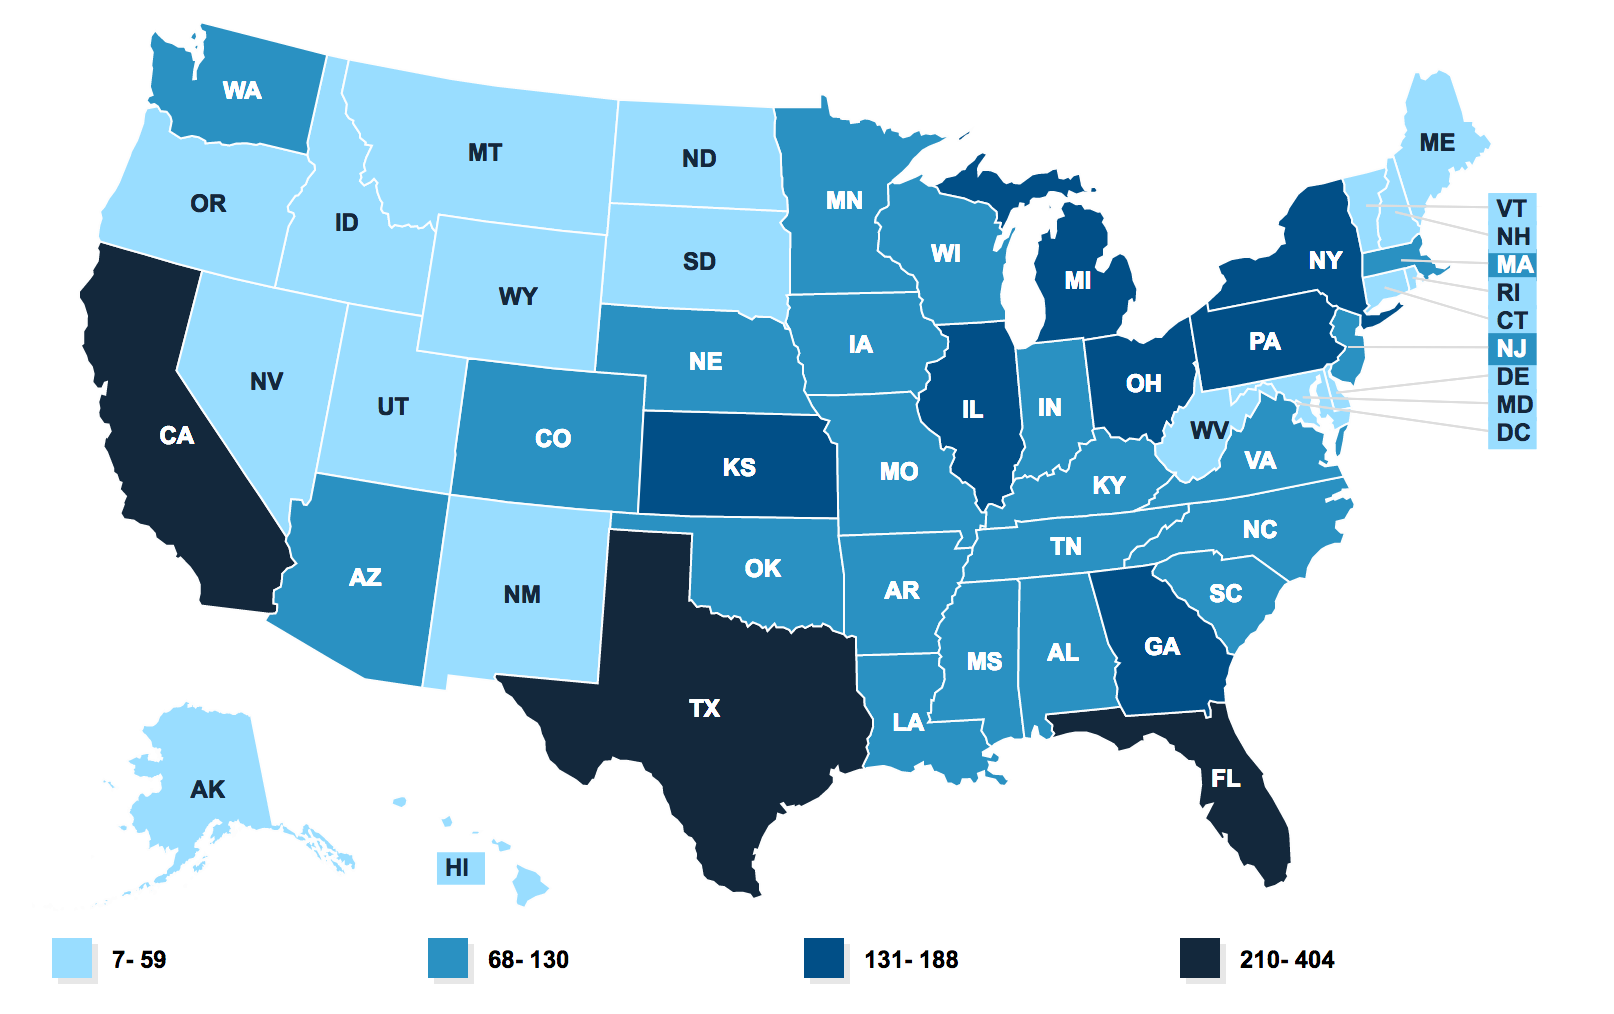 WA
MT
ND
ME
OR
ID
MN
VT
NH
WI
SD
NY
MA
MI
WY
RI
CT
IA
PA
NJ
NE
NV
OH
DE
UT
IL
IN
MD
CA
CO
WV
DC
KS
MO
VA
KY
NC
TN
AZ
OK
NM
AR
SC
GA
MS
AL
TX
LA
FL
AK
HI
7- 59
68- 130
131- 188
210- 404